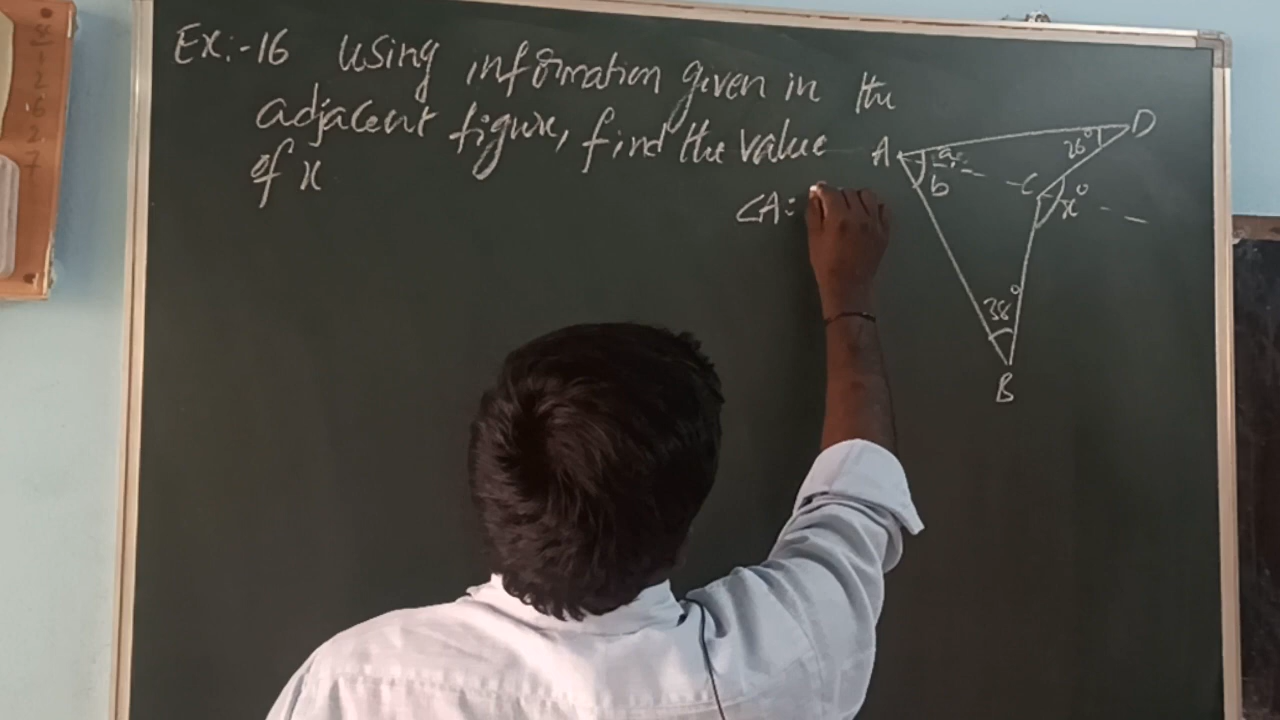 Ex:-16 using information given in the
adjacent figure, find the value
of x
∠A=
A
a
b
26°
D
C
x°
38°
B